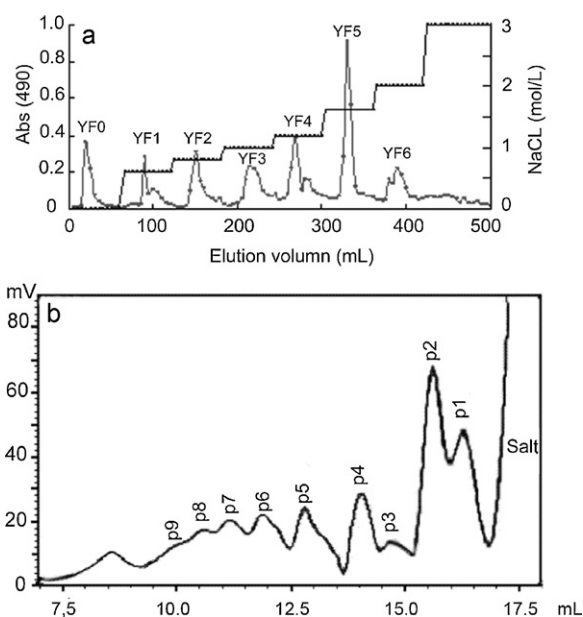 a
Abs (490)
1.0
0.8
0.6
0.4
0.2
0
YF0
YF1
YF2
YF3
YF4
YF5
YF6
3
2
2
1
1
0
NaCL (mol/L)
0 100 200 300 400 500
Elution volumn (mL)
b
mV
80
60
40
20
0
p9
p8
p7
p6
p5
p4
p3
p2
p1
Salt
7,5 10.0 12.5 15.0 17.5 mL